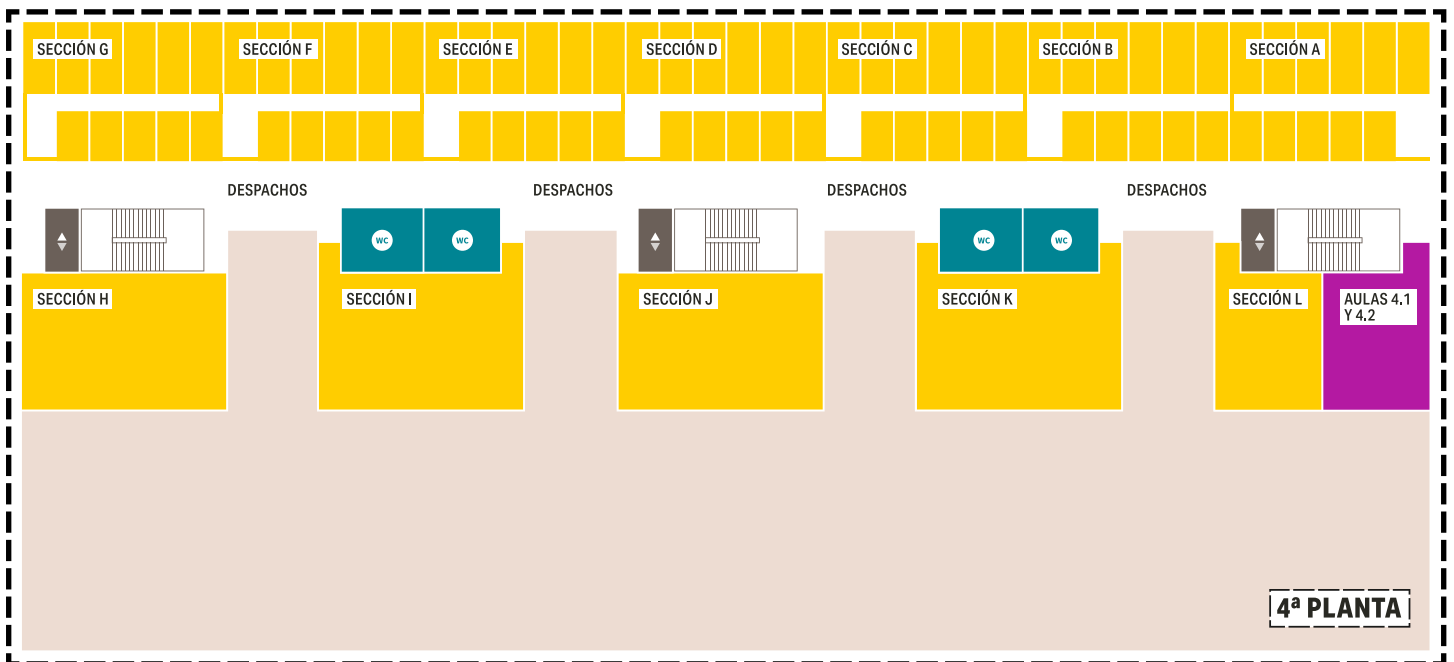 SECCIÓN G
SECCIÓN F
SECCIÓN E
SECCIÓN D
SECCIÓN C
SECCIÓN B
SECCIÓN A
DESPACHOS
DESPACHOS
DESPACHOS
DESPACHOS
WC
WC
WC
WC
SECCIÓN H
SECCIÓN I
SECCIÓN J
SECCIÓN K
SECCIÓN L
AULAS 4.1
Y 4.2
4ª PLANTA